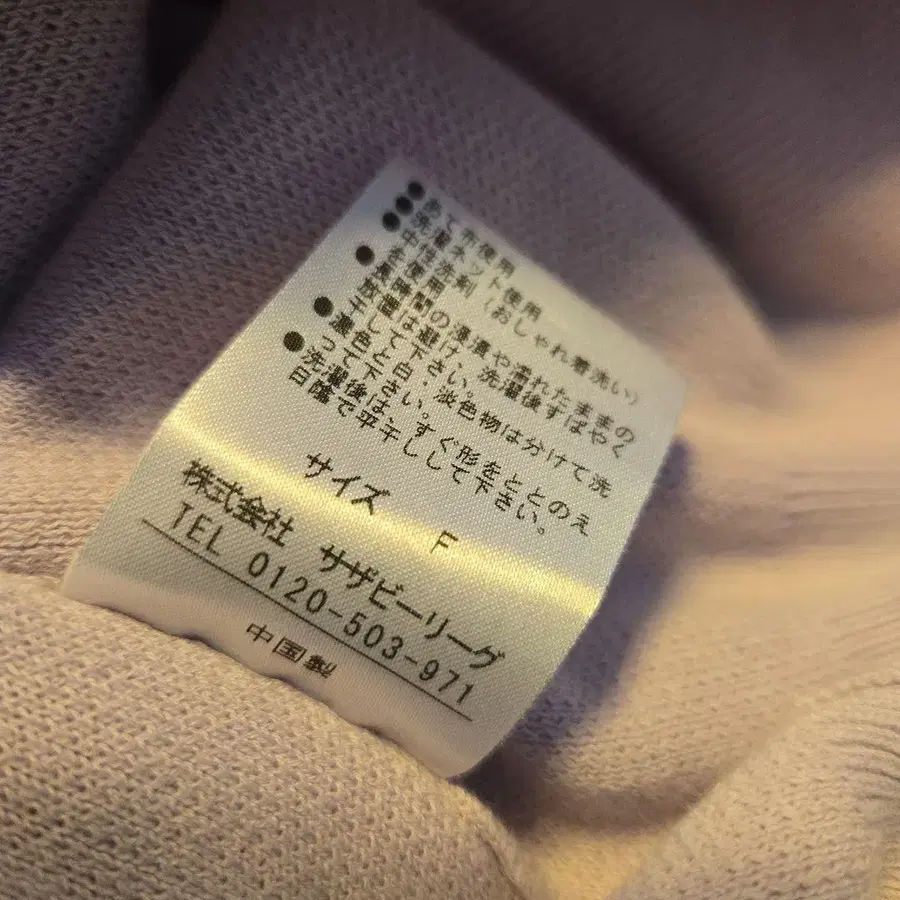 ●あて布使用
●洗濯ネット使用
●中性洗剤(おしゃれ着洗い)
を使用
●長時間の浸漬や濡れたままの
放置は避け、洗濯後すばやく
干して下さい。
●濃色と白・淡色物は分けて洗
って下さい。
●洗濯後は、すぐ形をととのえ
日陰で平干しして下さい。
サイズ F
株式会社 サザビーリーグ
TEL 0120-503-971
中国製